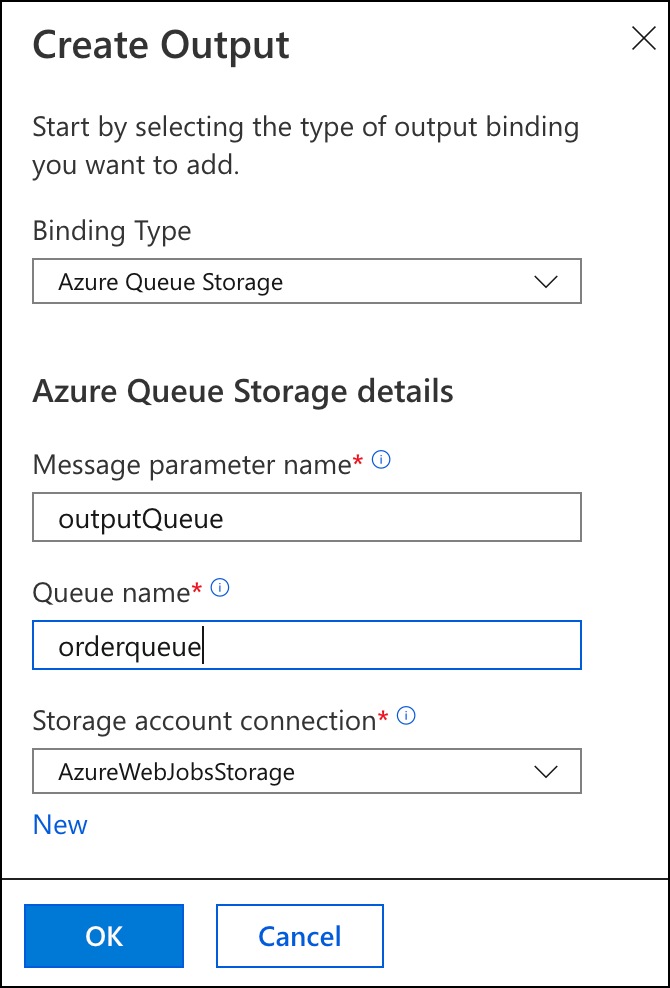 Create Output
Start by selecting the type of output binding
you want to add.
Binding Type
Azure Queue Storage
Azure Queue Storage details
Message parameter name*
outputQueue
Queue name*
orderqueue
Storage account connection*
AzureWebJobsStorage
New
OK
Cancel